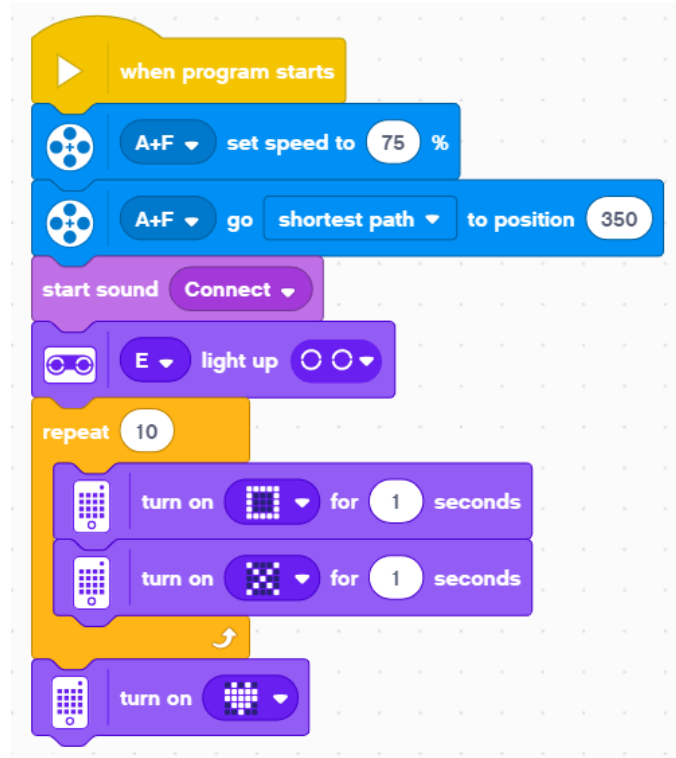 when program starts
A+F set speed to 75 %
A+F go shortest path to position 350
start sound Connect
E light up
repeat 10
turn on for 1 seconds
turn on for 1 seconds
turn on